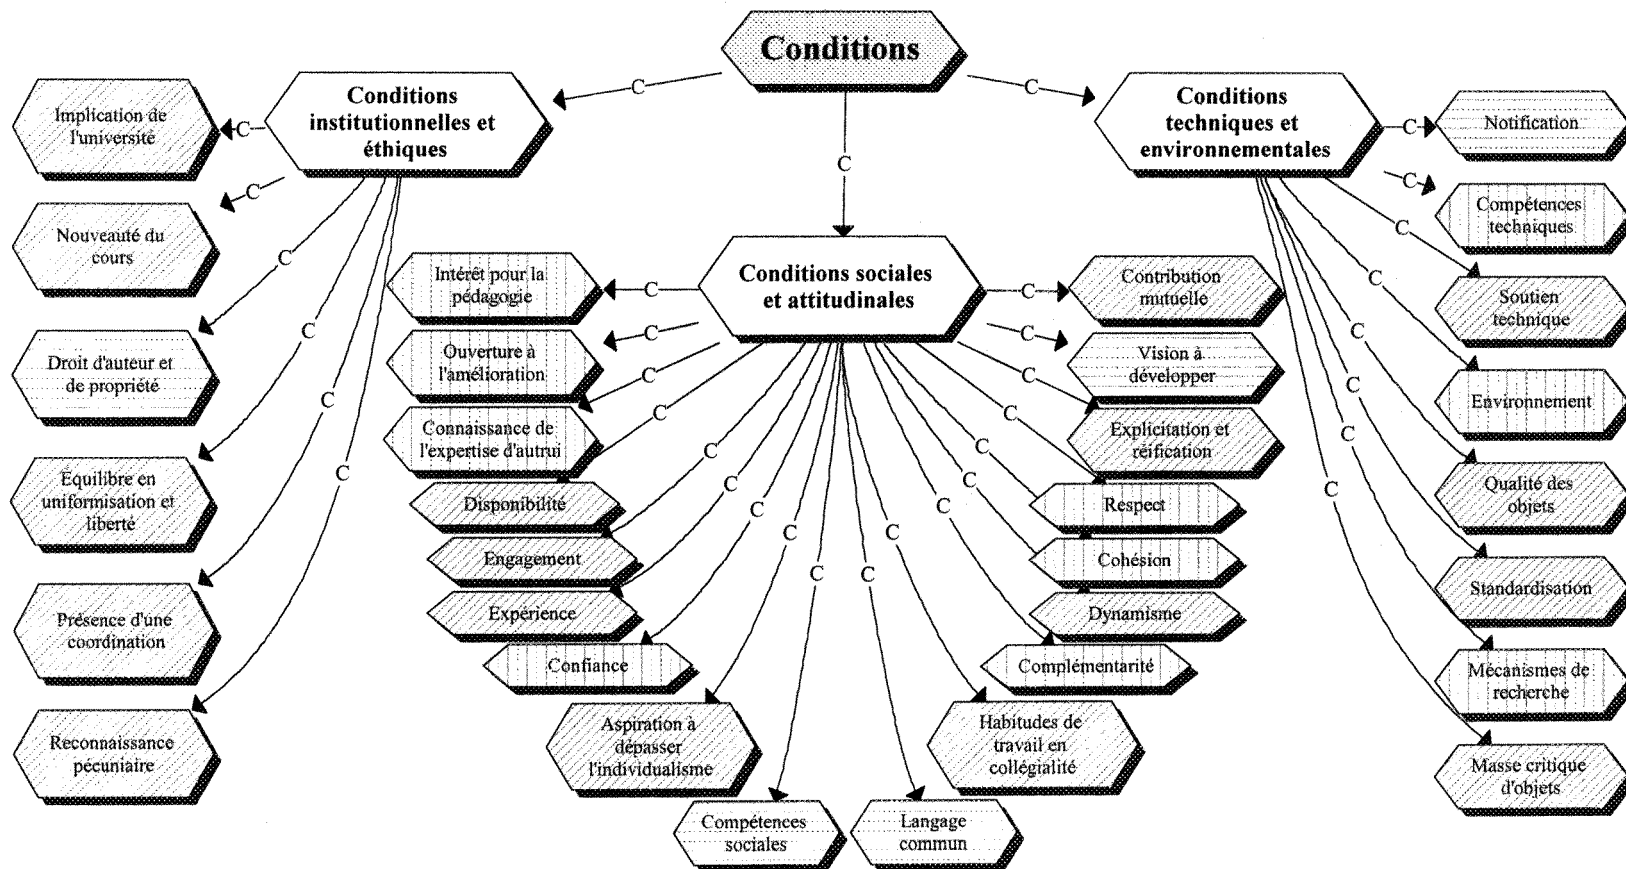 Conditions
Conditions
institutionnelles et
éthiques
C
C
C
Conditions
techniques et
environnementales
Implication de
l'université
C
Nouveauté du
cours
C
Droit d'auteur et
de propriété
C
Équilibre en
uniformisation et
liberté
C
Présence d'une
coordination
C
Reconnaissance
pécuniaire
C
Conditions sociales
et attitudinales
Intérêt pour la
pédagogie
C
Ouverture à
l'amélioration
C
Connaissance de
l'expertise d'autrui
C
Disponibilité
C
Engagement
C
Expérience
C
Confiance
C
Aspiration à
dépasser
l'individualisme
C
Compétences
sociales
C
Langage
commun
C
Habitudes de
travail en
collégialité
C
Complémentarité
C
Dynamisme
C
Cohésion
C
Respect
C
Explicitation et
réification
C
Vision à
développer
C
Contribution
mutuelle
C
Notification
C
Compétences
techniques
C
Soutien
technique
C
Environnement
C
Qualité des
objets
C
Standardisation
C
Mécanismes de
recherche
C
Masse critique
d'objets
C